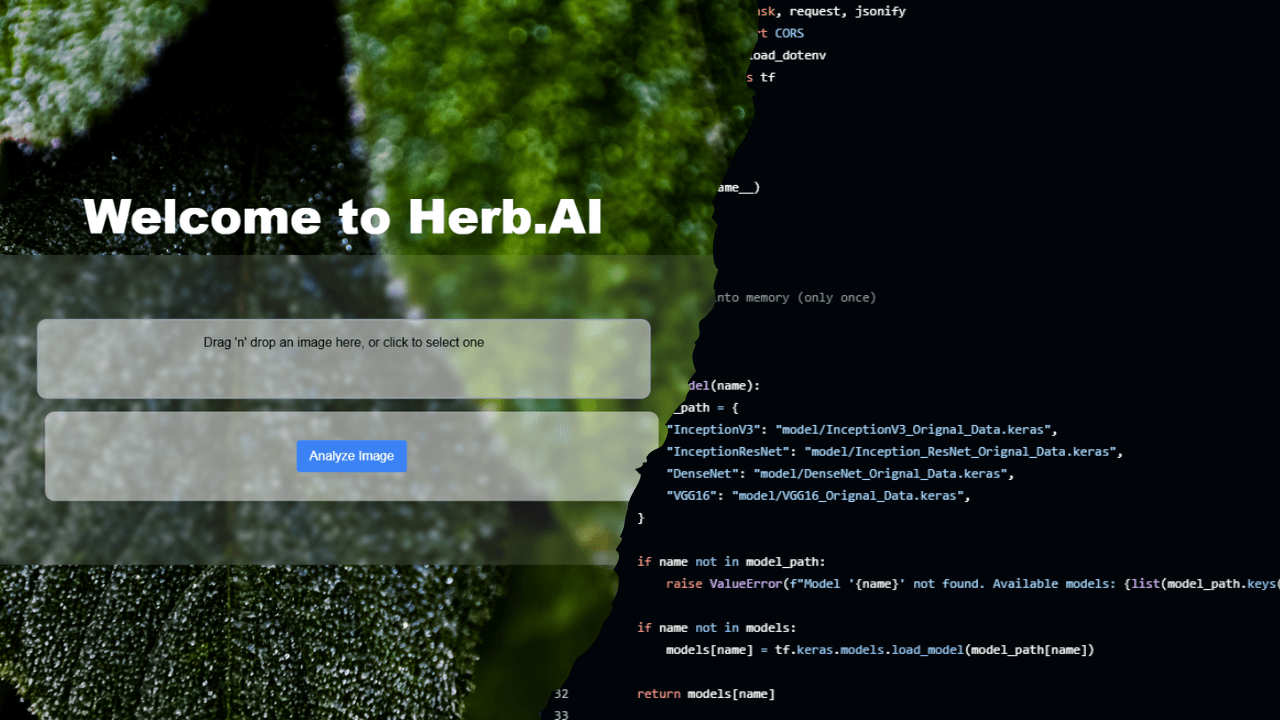 Welcome to Herb.AI
Drag 'n' drop an image here, or click to select one
Analyze Image
sk, request, jsonify
t CORS
load_dotenv
s tf
ame__)
into memory (only once)
del(name):
_path = {
"InceptionV3": "model/InceptionV3_Orignal_Data.keras",
"InceptionResNet": "model/Inception_ResNet_Orignal_Data.keras",
"DenseNet": "model/DenseNet_Orignal_Data.keras",
"VGG16": "model/VGG16_Orignal_Data.keras",
}
if name not in model_path:
raise ValueError(f"Model '{name}' not found. Available models: {list(model_path.keys(
if name not in models:
models[name] = tf.keras.models.load_model(model_path[name])
32 return models[name]
33